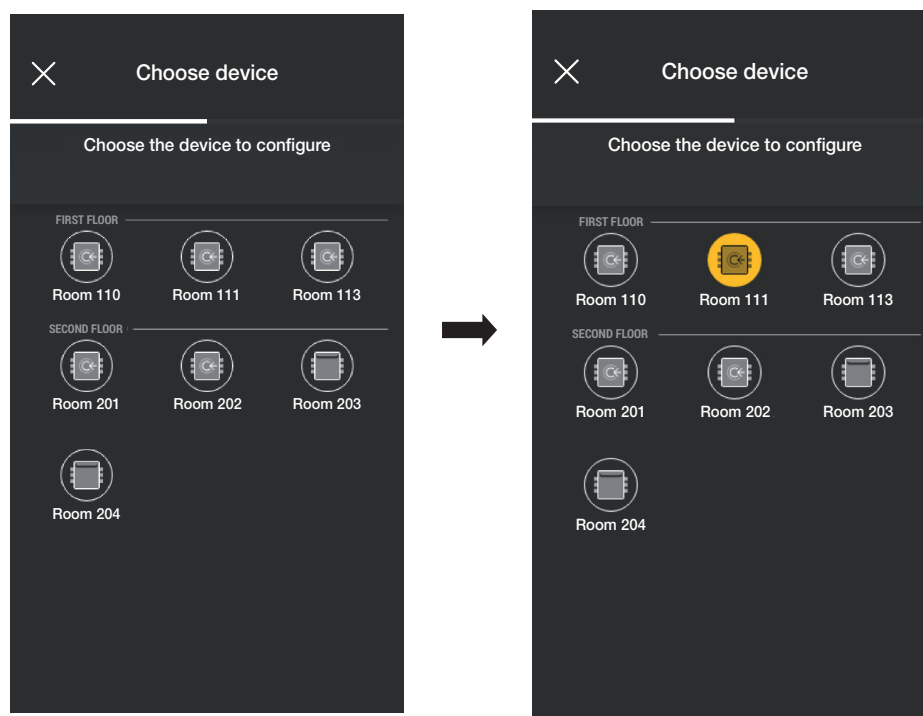 Choose device
Choose the device to configure
FIRST FLOOR
Room 110 Room 111 Room 113
SECOND FLOOR
Room 201 Room 202 Room 203
Room 204
Choose device
Choose the device to configure
FIRST FLOOR
Room 110 Room 111 Room 113
SECOND FLOOR
Room 201 Room 202 Room 203
Room 204